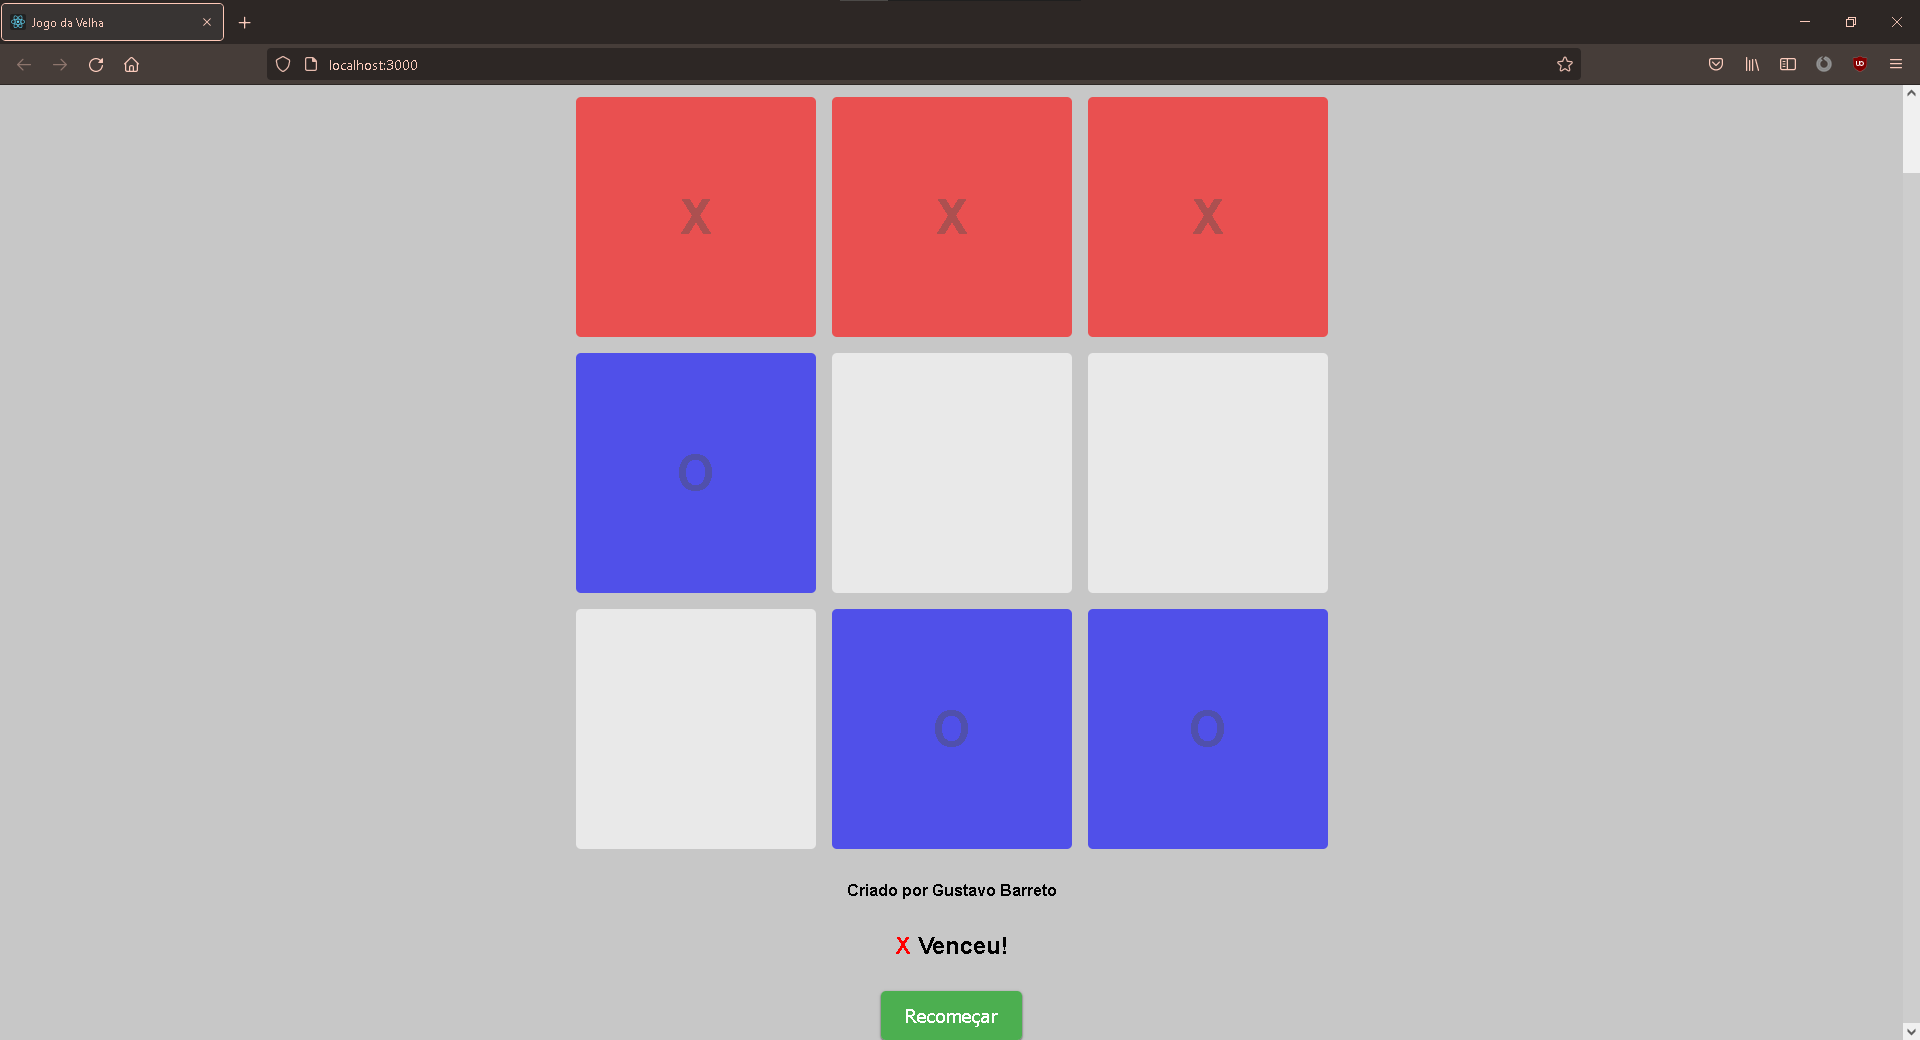 Jogo da Velha
localhost:3000
X X X
O
O O
Criado por Gustavo Barreto
X Venceu!
Recomeçar